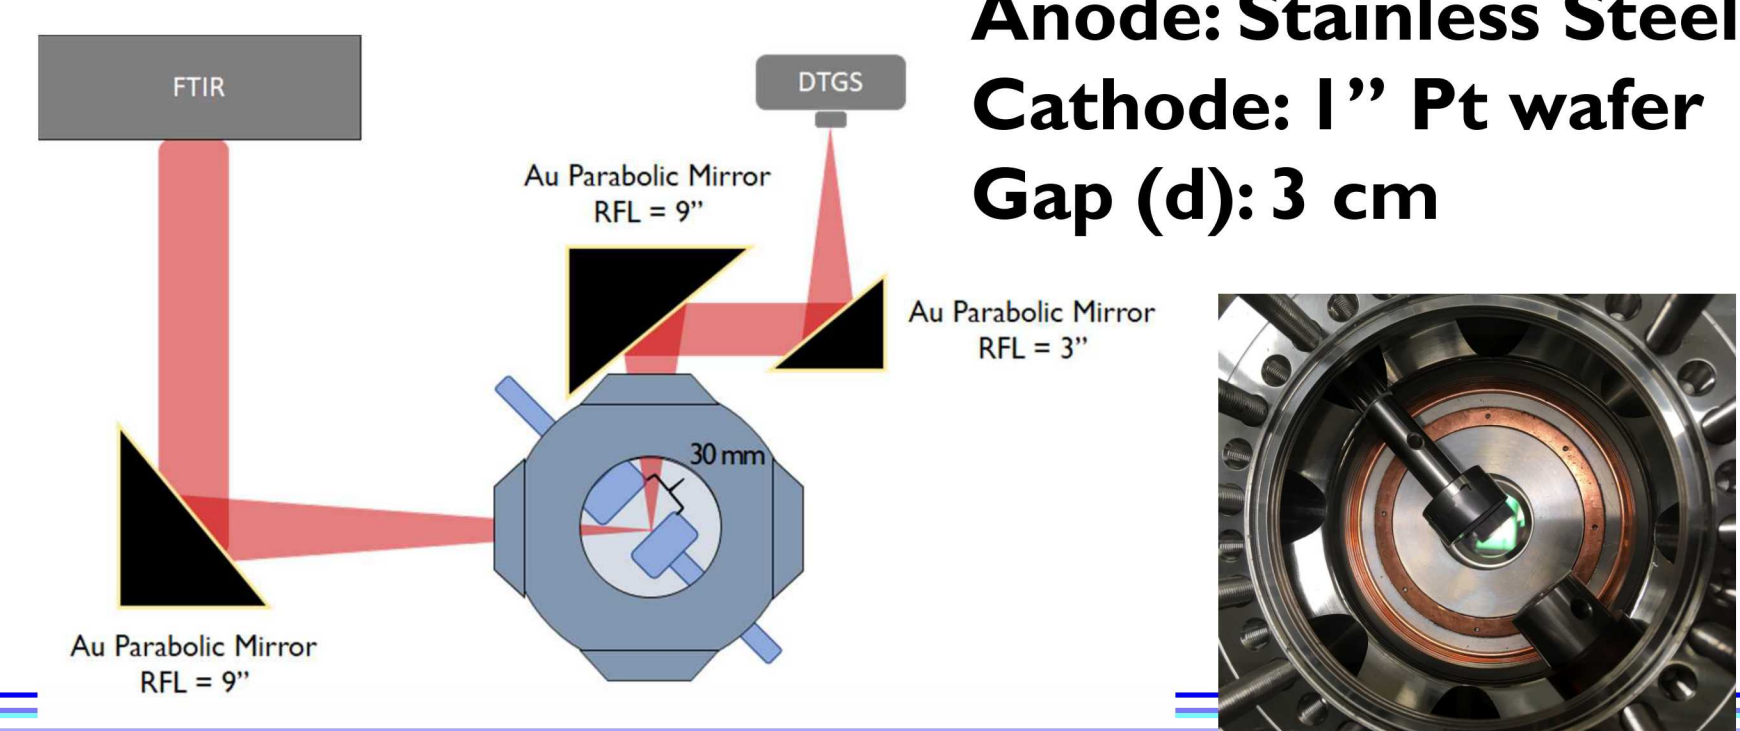 Anode: Stainless Steel
Cathode: 1” Pt wafer
Gap (d): 3 cm
FTIR
DTGS
Au Parabolic Mirror
RFL = 9”
Au Parabolic Mirror
RFL = 3”
30 mm
Au Parabolic Mirror
RFL = 9”